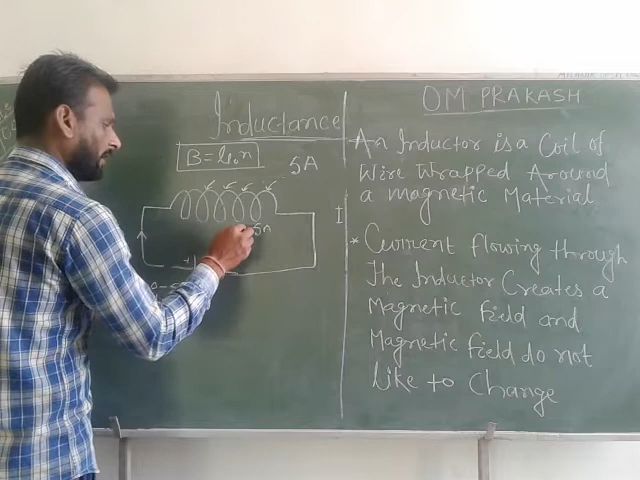 Inductance
B = μ₀n
5A
5A
I
OM PRAKASH
An Inductor is a Coil of
Wire Wrapped Around
a magnetic Material
* Current flowing through
The Inductor Creates a
Magnetic field and
Magnetic field do not
like to Change